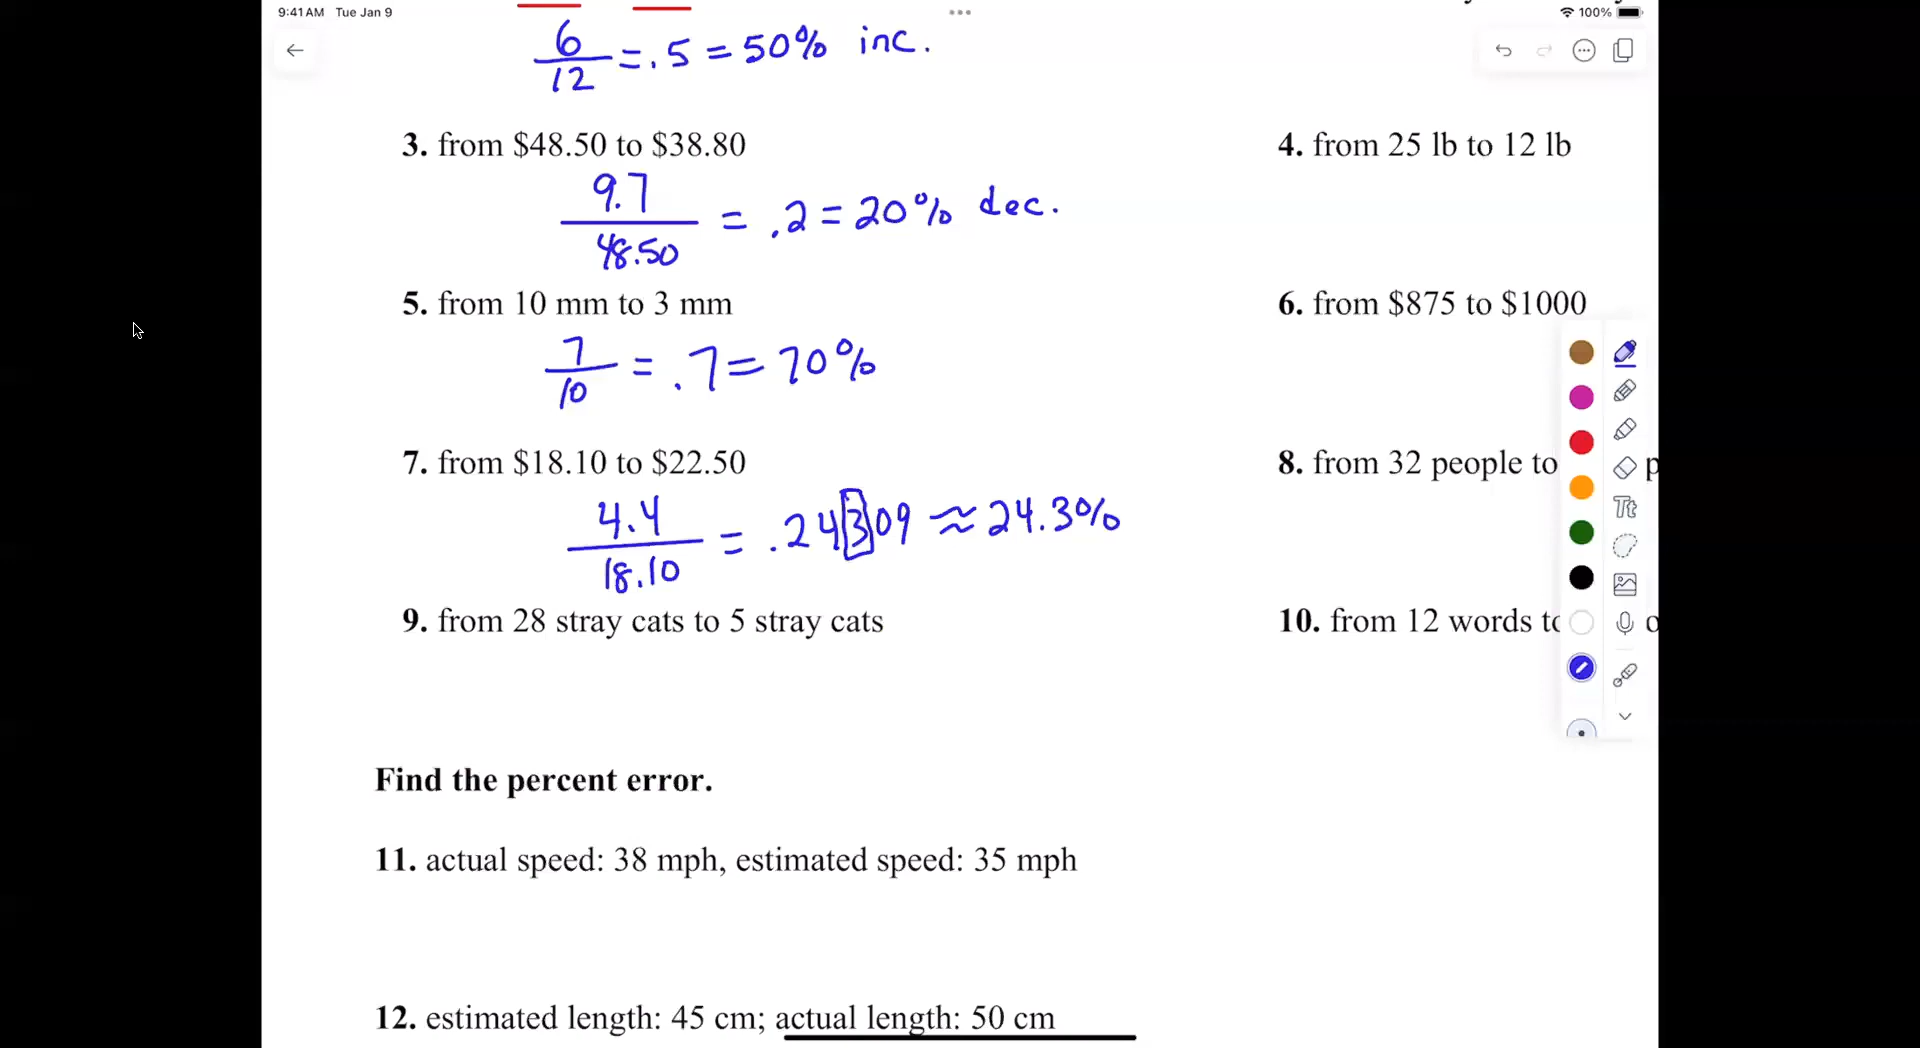 9:41 AM Tue Jan 9
100%
6
12
= .5 = 50% inc.
3. from $48.50 to $38.80
4. from 25 lb to 12 lb
9.7
48.50
= .2 = 20% dec.
5. from 10 mm to 3 mm
6. from $875 to $1000
7
10
= .7 = 70%
7. from $18.10 to $22.50
8. from 32 people to
4.4
18.10
= .24309 ≈ 24.3%
9. from 28 stray cats to 5 stray cats
10. from 12 words to
Tt
Find the percent error.
11. actual speed: 38 mph, estimated speed: 35 mph
12. estimated length: 45 cm; actual length: 50 cm